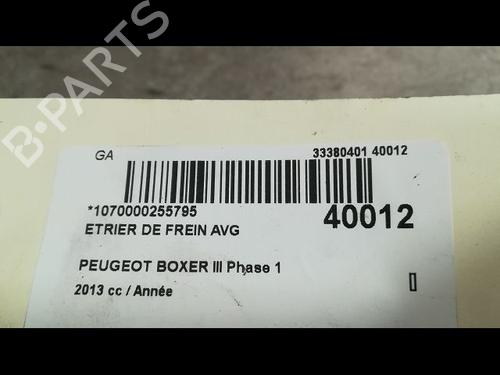 B-PARTS
GA 33380401 40012
*1070000255795 40012
ETRIER DE FREIN AVG
PEUGEOT BOXER III Phase 1
2013 cc / Année